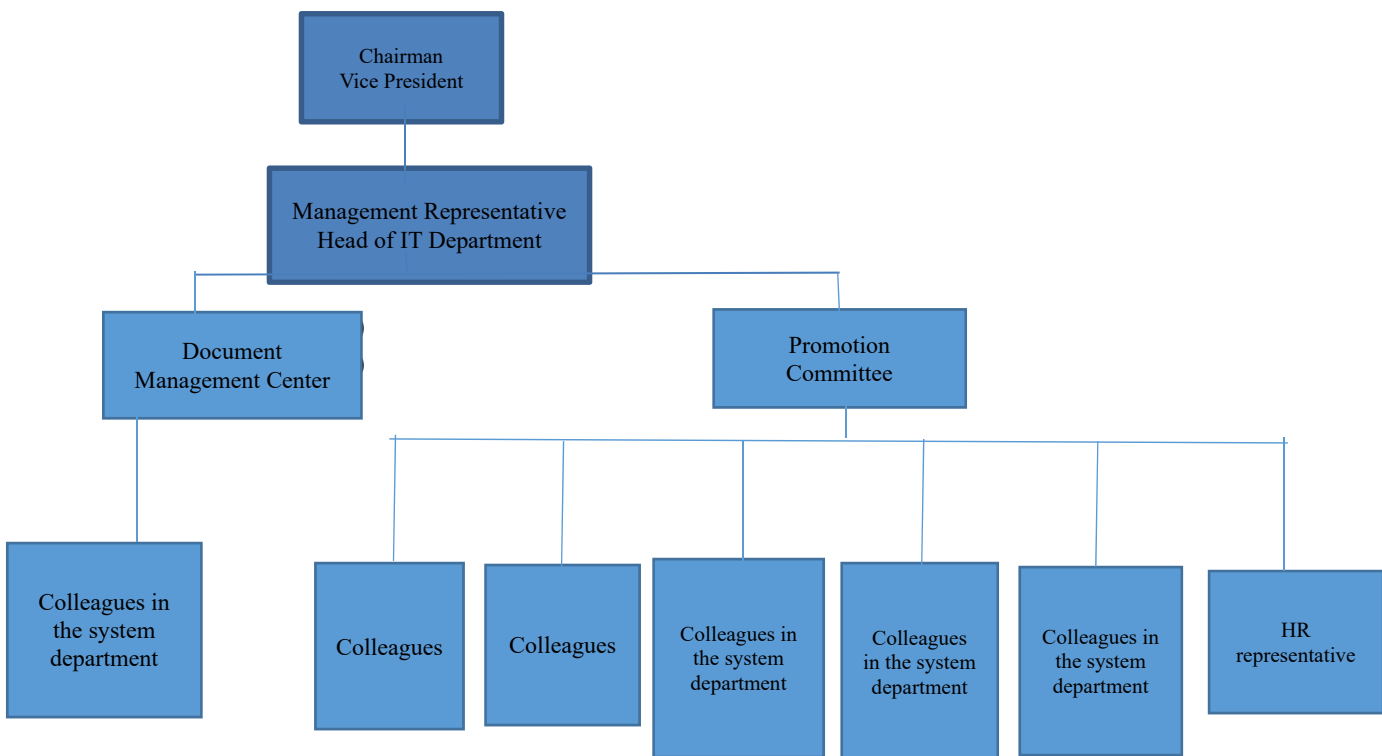 Chairman
Vice President
Management Representative
Head of IT Department
Document
Management Center
Promotion
Committee
Colleagues in
the system
department
Colleagues
Colleagues
Colleagues in
the system
department
Colleagues
in the system
department
Colleagues in
the system
department
HR
representative